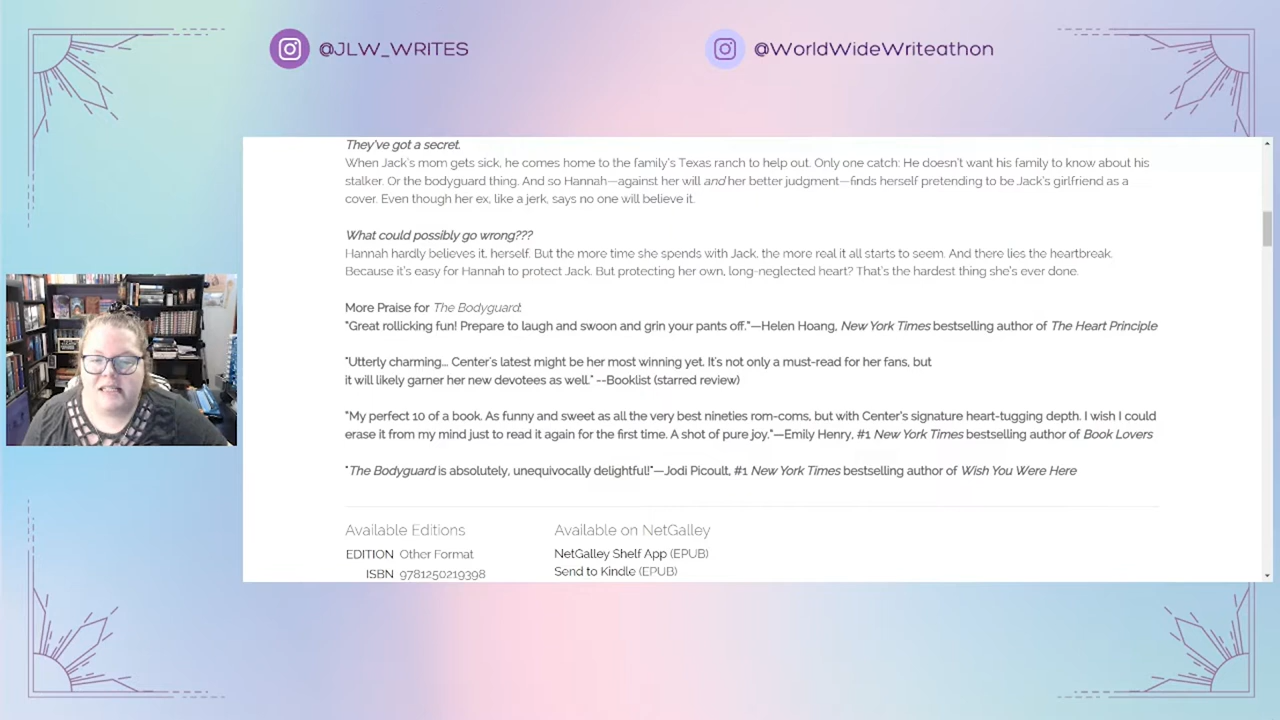 @JLW_WRITES
@WorldWideWriteathon
They've got a secret.
When Jack's mom gets sick, he comes home to the family's Texas ranch to help out. Only one catch: He doesn't want his family to know about his
stalker. Or the bodyguard thing. And so Hannah—against her will and her better judgment—finds herself pretending to be Jack's girlfriend as a
cover. Even though her ex, like a jerk, says no one will believe it.
What could possibly go wrong???
Hannah hardly believes it, herself. But the more time she spends with Jack, the more real it all starts to seem. And there lies the heartbreak.
Because it's easy for Hannah to protect Jack. But protecting her own, long-neglected heart? That's the hardest thing she's ever done.
More Praise for The Bodyguard:
"Great rollicking fun! Prepare to laugh and swoon and grin your pants off."—Helen Hoang, New York Times bestselling author of The Heart Principle
"Utterly charming... Center's latest might be her most winning yet. It's not only a must-read for her fans, but
it will likely garner her new devotees as well." --Booklist (starred review)
"My perfect 10 of a book. As funny and sweet as all the very best nineties rom-coms, but with Center's signature heart-tugging depth. I wish I could
erase it from my mind just to read it again for the first time. A shot of pure joy."—Emily Henry, #1 New York Times bestselling author of Book Lovers
"The Bodyguard is absolutely, unequivocally delightful!"—Jodi Picoult, #1 New York Times bestselling author of Wish You Were Here
Available Editions
EDITION Other Format
ISBN 9781250219398
Available on NetGalley
NetGalley Shelf App (EPUB)
Send to Kindle (EPUB)